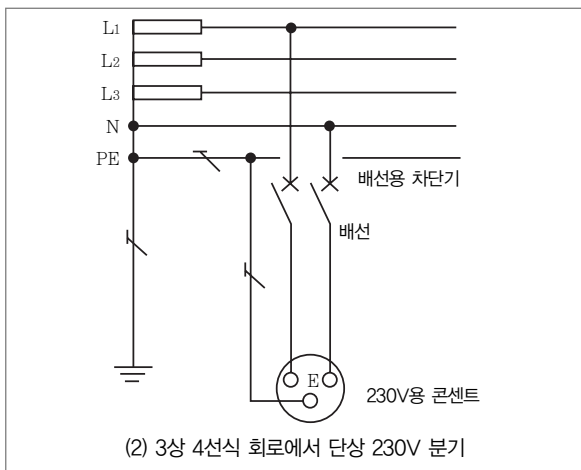 L1
L2
L3
N
PE
배선용 차단기
배선
E
230V용 콘센트
(2) 3상 4선식 회로에서 단상 230V 분기